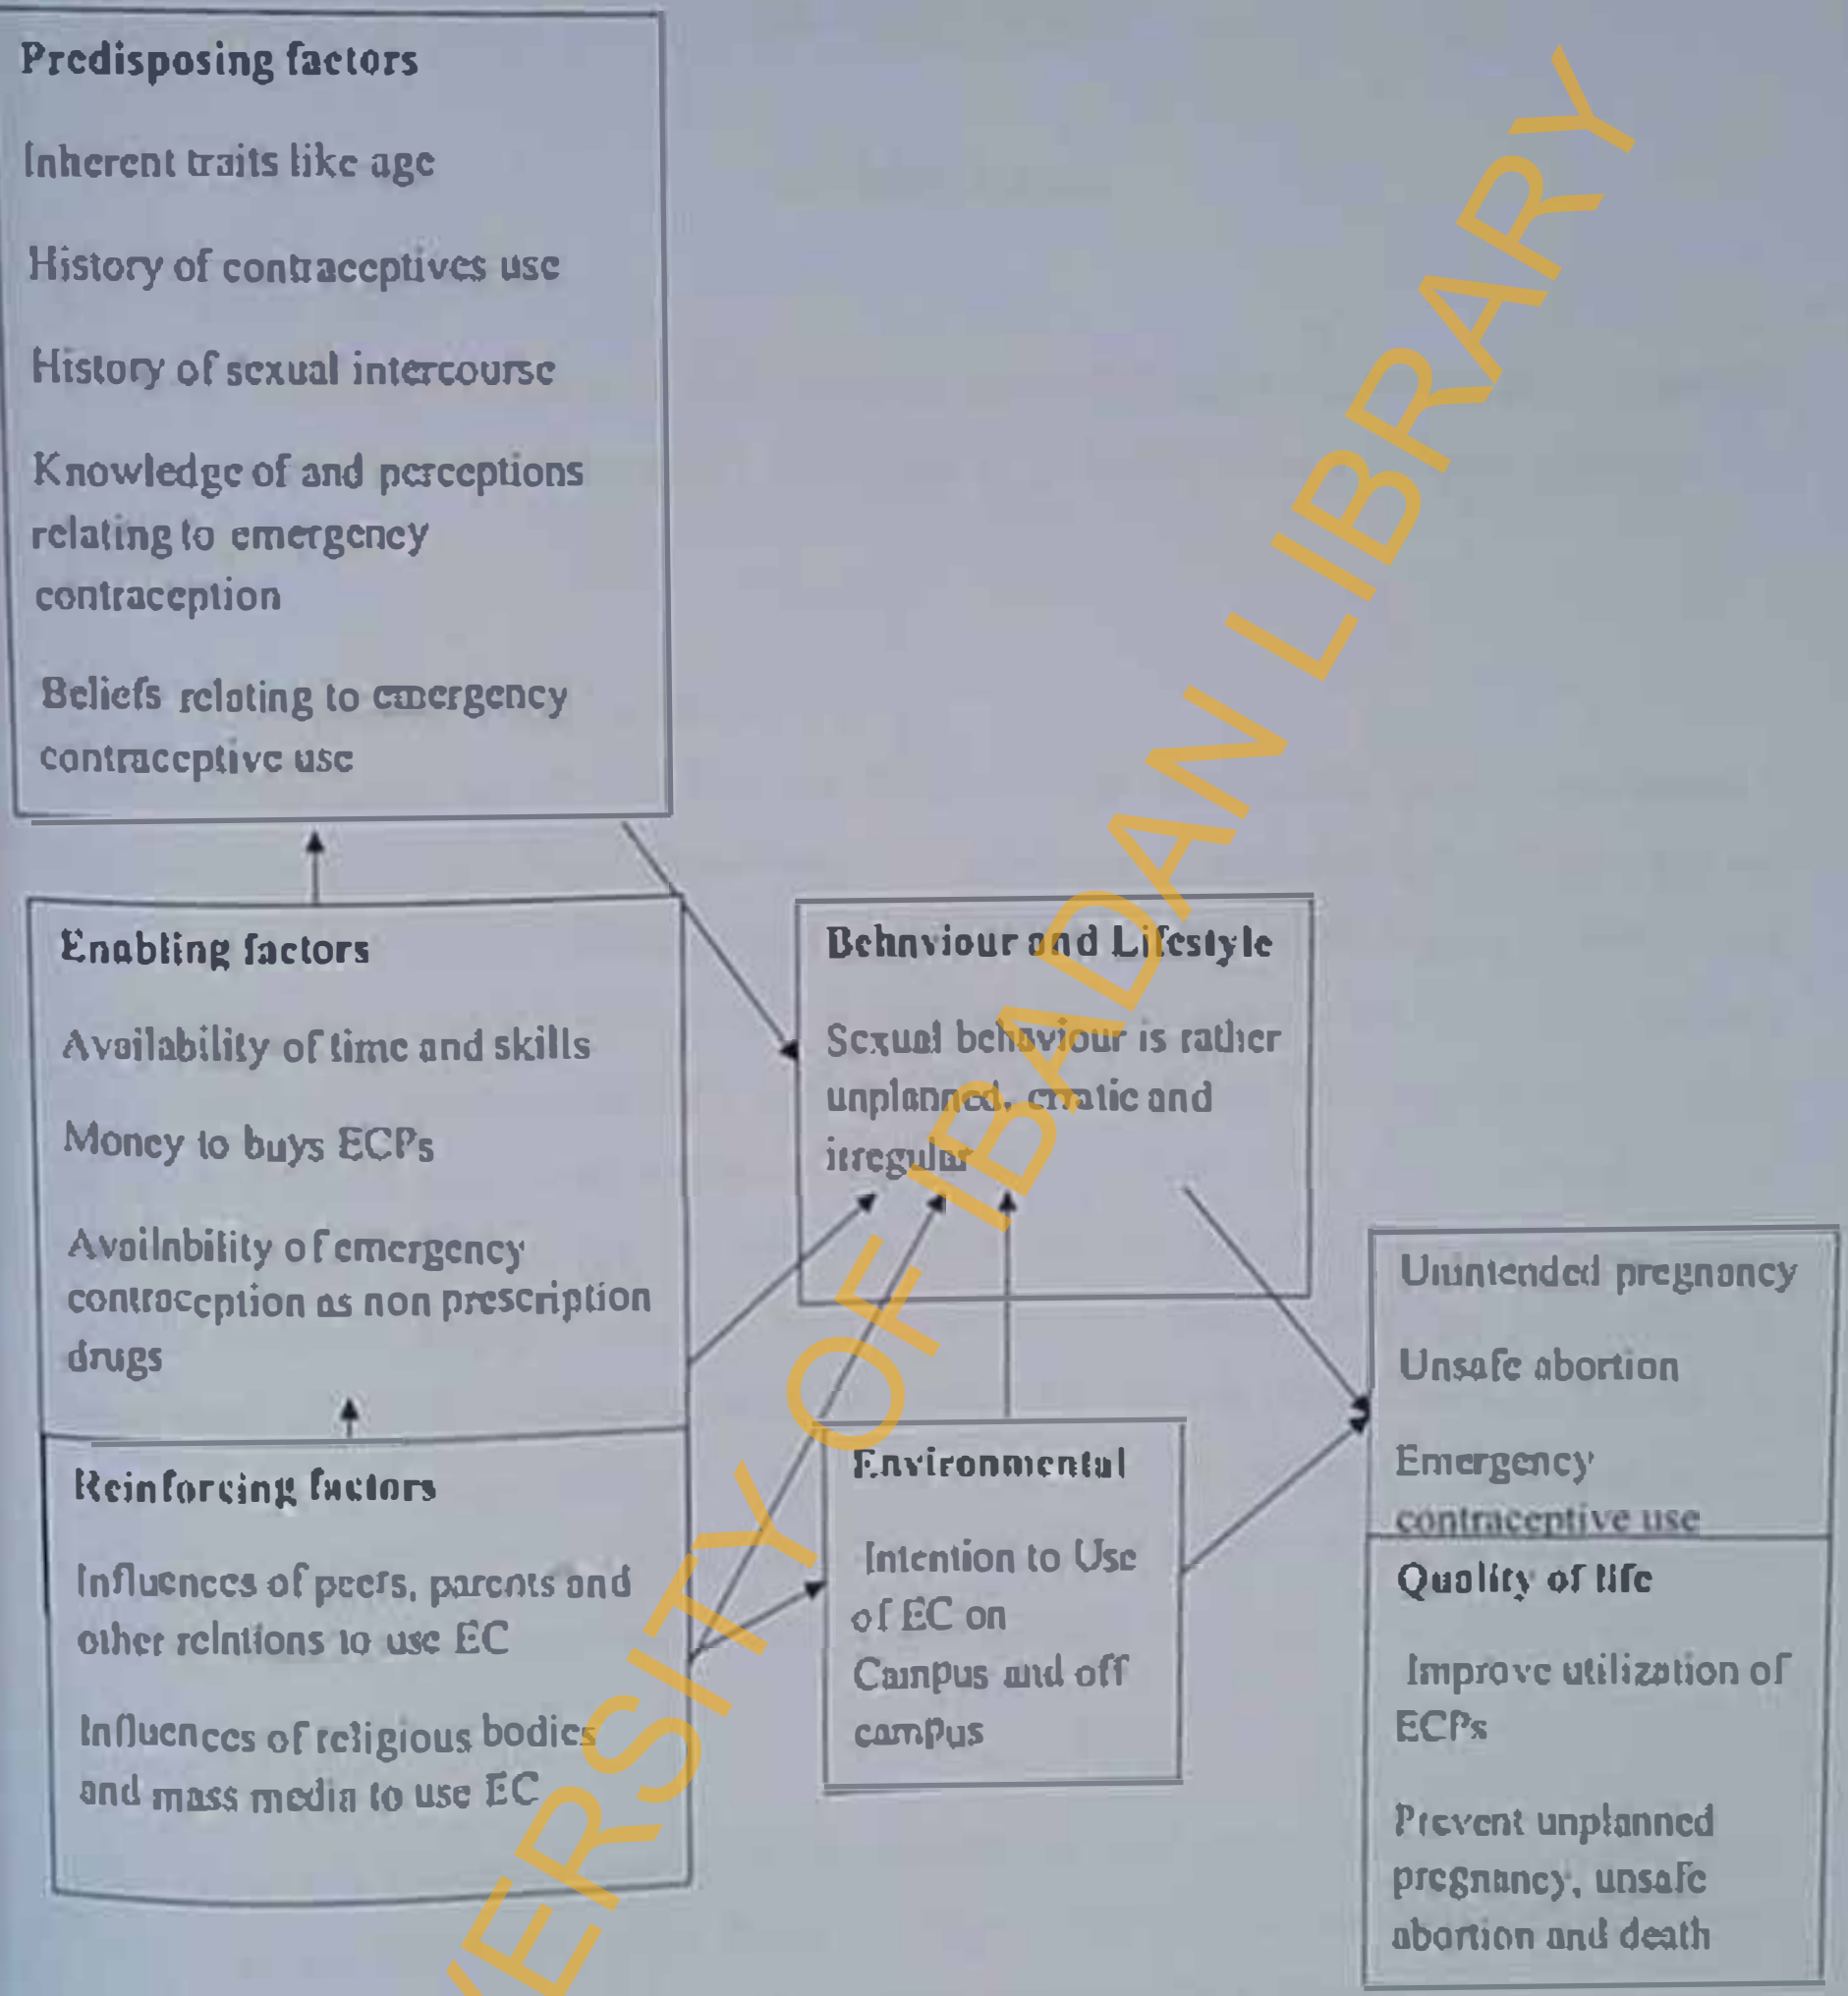 Predisposing factors
Inherent traits like age
History of contraceptives use
History of sexual intercourse
Knowledge of and perceptions
relating to emergency
contraception
Beliefs relating to emergency
contraceptive use
Enabling factors
Availability of time and skills
Money to buys ECPs
Availability of emergency
contraception as non prescription
drugs
Reinforcing factors
Influences of peers, parents and
other relations to use EC
Influences of religious bodies
and mass media to use EC
Behaviour and Lifestyle
Sexual behaviour is rather
unplanned, erratic and
irregular
Environmental
Intention to Use
of EC on
Campus and off
campus
Unintended pregnancy
Unsafe abortion
Emergency
contraceptive use
Quality of life
Improve utilization of
ECPs
Prevent unplanned
pregnancy, unsafe
abortion and death
VERSITY OF IBADAN LIBRARY